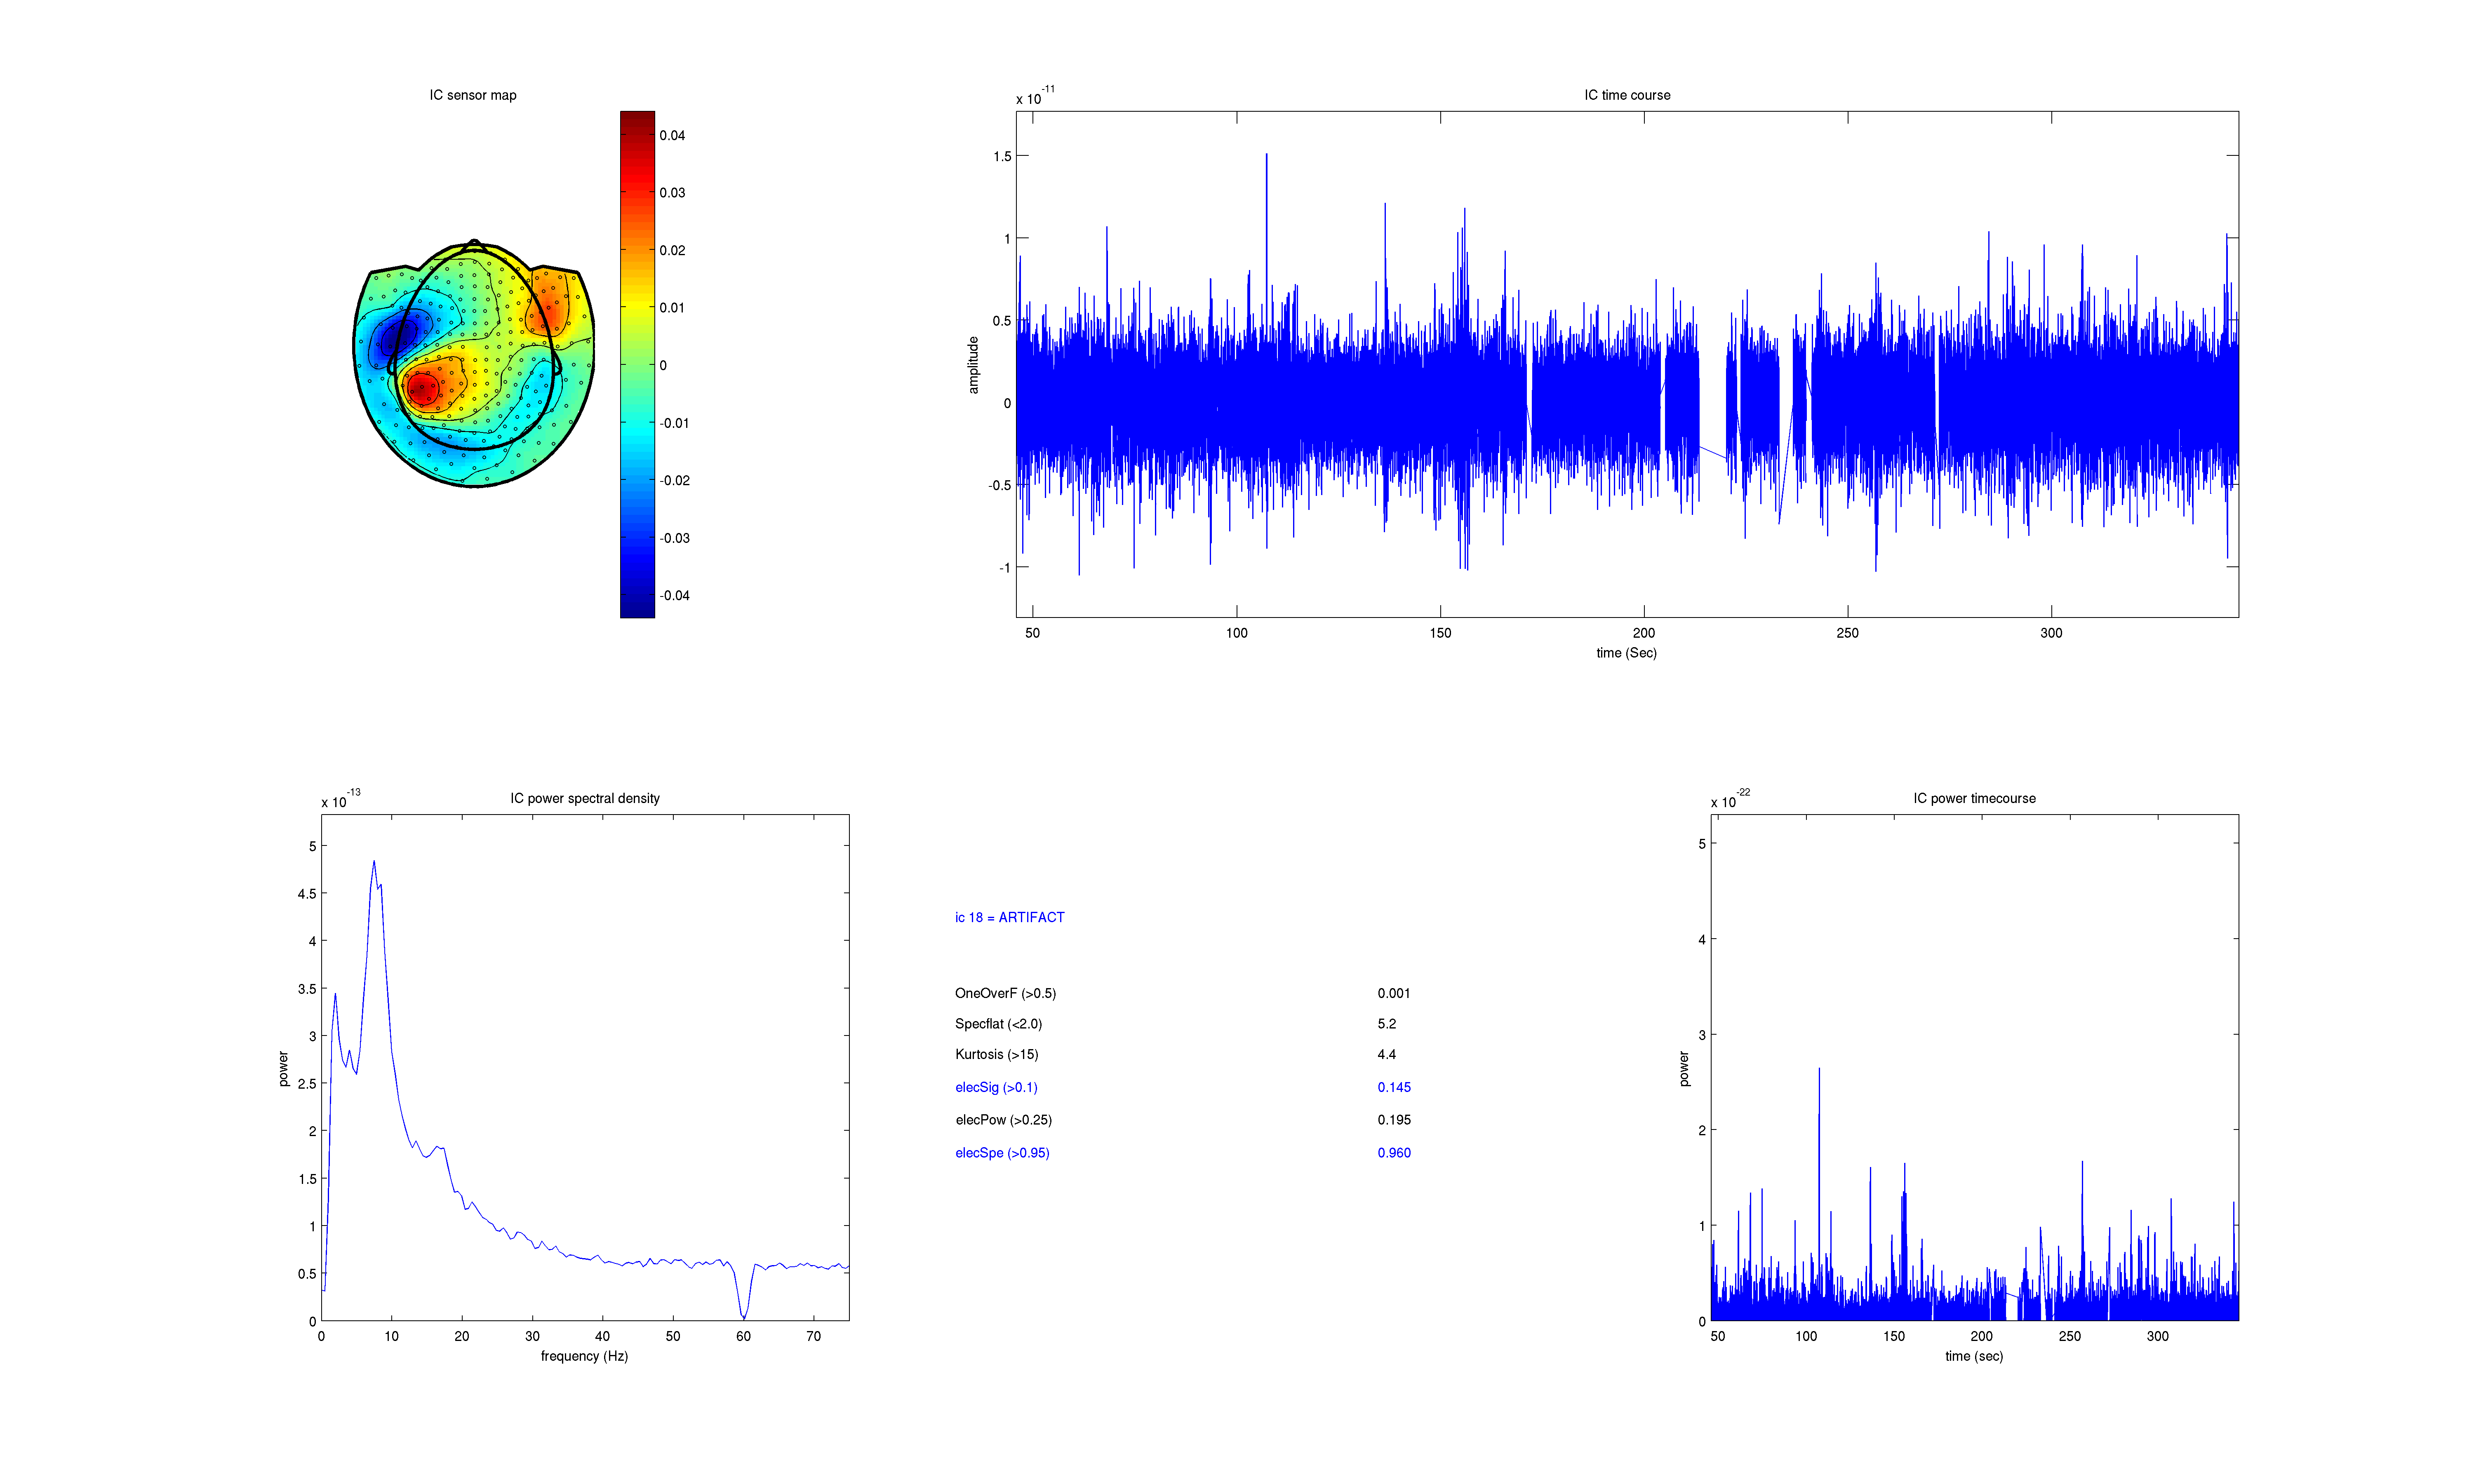 IC sensor map
0.04
0.03
0.02
0.01
0
-0.01
-0.02
-0.03
-0.04
IC time course
x 10-11
1.5
1
0.5
0
-0.5
-1
amplitude
50 100 150 200 250 300
time (Sec)
IC power spectral density
x 10-13
5
4.5
4
3.5
3
2.5
2
1.5
1
0.5
0
power
0 10 20 30 40 50 60 70
frequency (Hz)
ic 18 = ARTIFACT
OneOverF (>0.5) 0.001
Specflat (<2.0) 5.2
Kurtosis (>15) 4.4
elecSig (>0.1) 0.145
elecPow (>0.25) 0.195
elecSpe (>0.95) 0.960
IC power timecourse
x 10-22
5
4
3
2
1
0
power
50 100 150 200 250 300
time (sec)